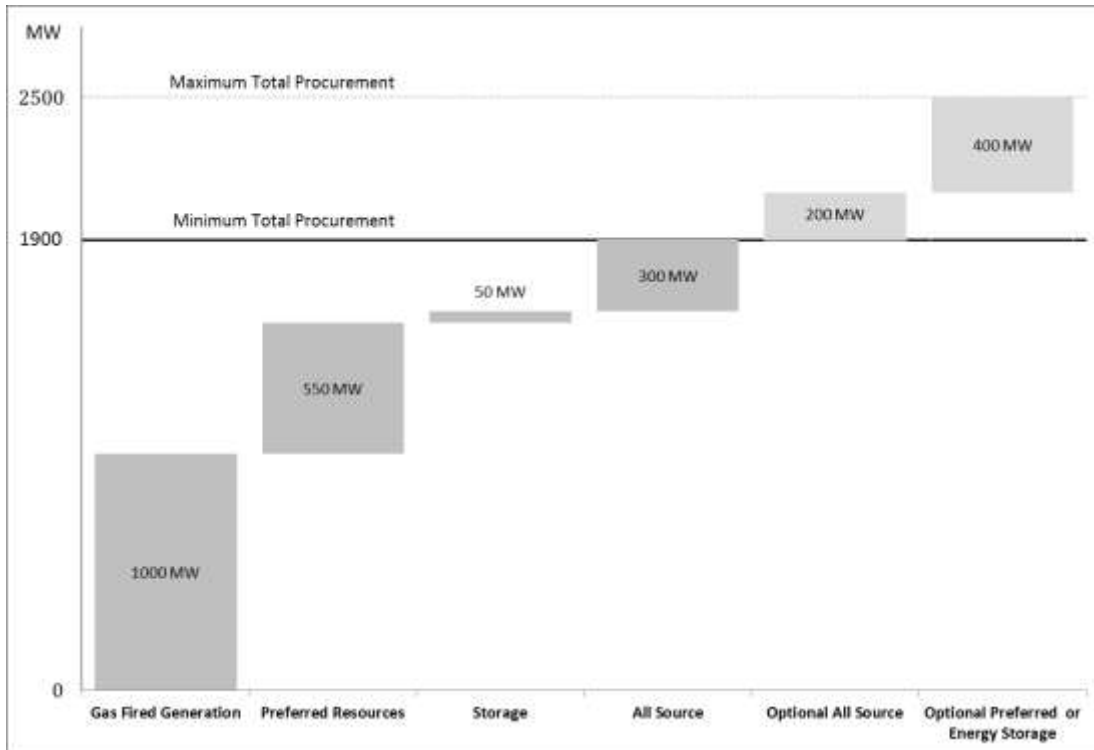 MW
Maximum Total Procurement
2500
400 MW
200 MW
Minimum Total Procurement
1900
300 MW
50 MW
550 MW
1000 MW
0
Gas Fired Generation
Preferred Resources
Storage
All Source
Optional All Source
Optional Preferred or
Energy Storage